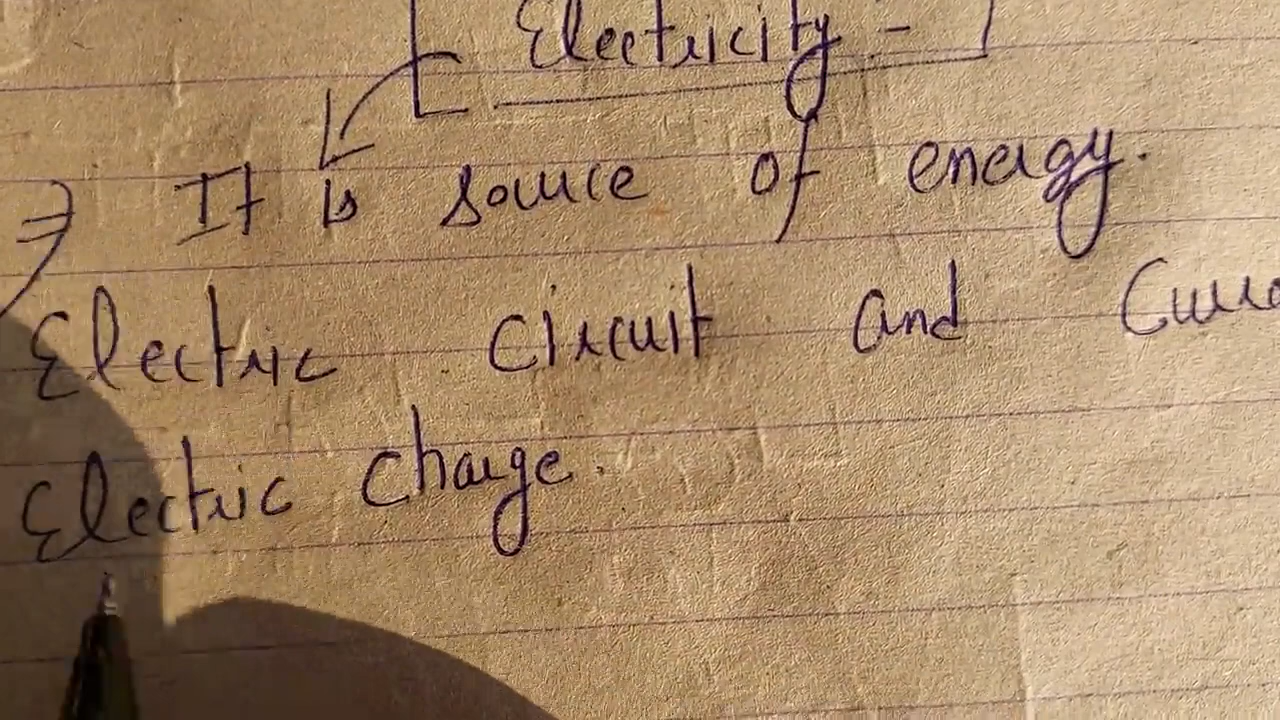 Electricity -
⇒ It is source of energy.
Electric Circuit and
Electric Charge.